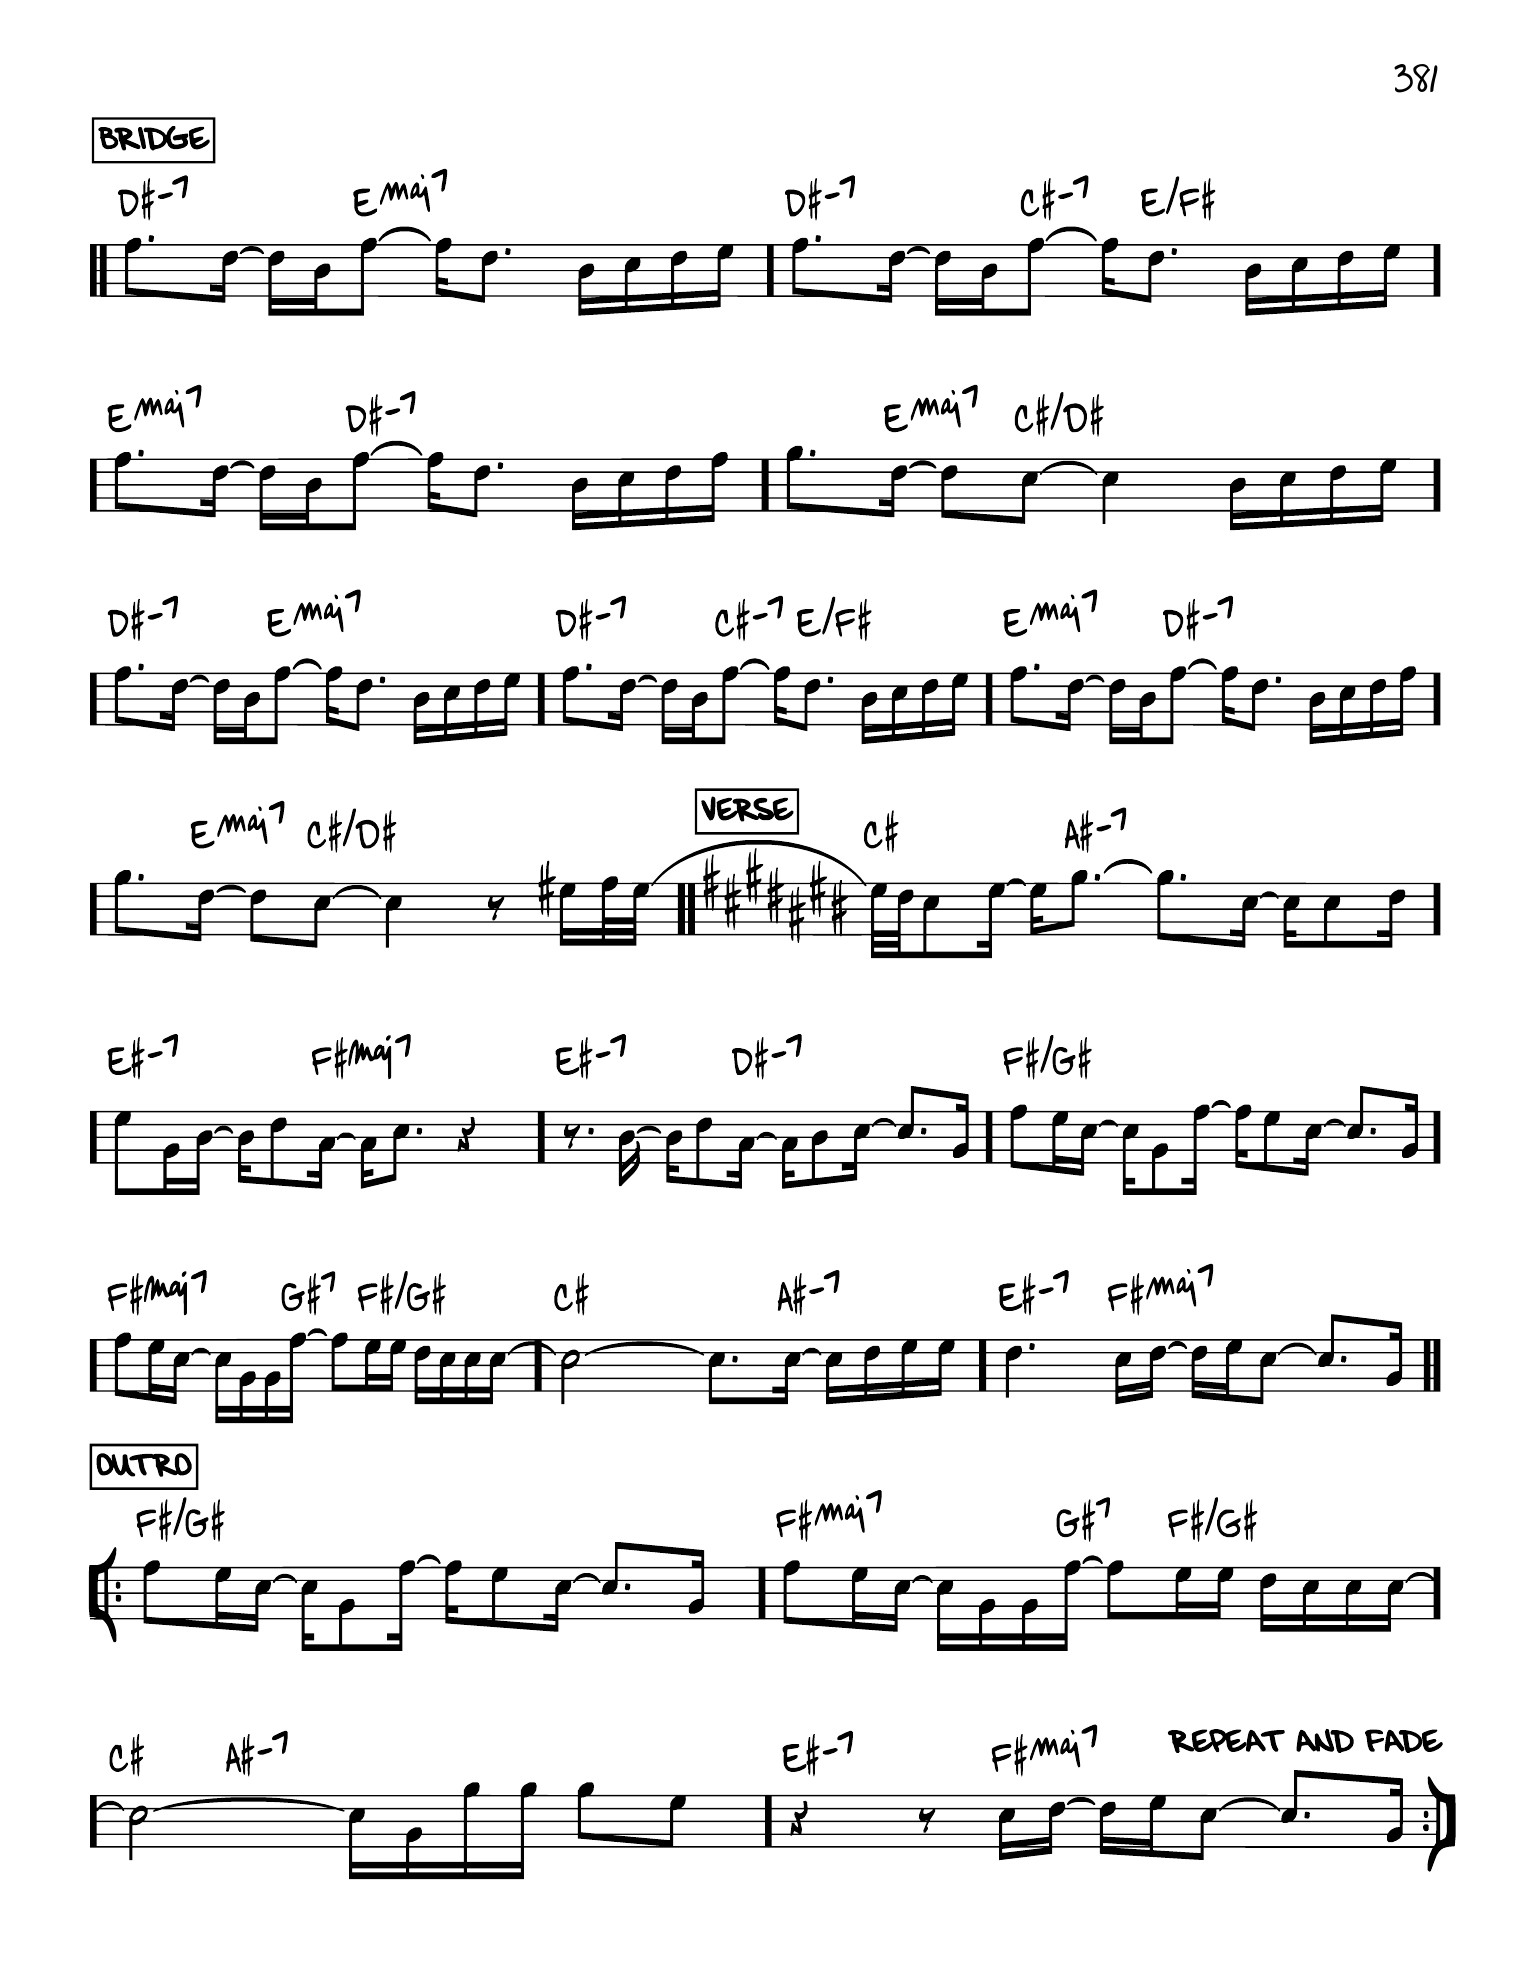 381
BRIDGE
D#-7 Emaj7 D#-7 C#-7 E/F#
Emaj7 D#-7 Emaj7 C#/D#
D#-7 Emaj7 D#-7 C#-7 E/F# Emaj7 D#-7
VERSE
Emaj7 C#/D# C# A#-7
E#-7 F#maj7 E#-7 D#-7 F#/G#
F#maj7 G#7 F#/G# C# A#-7 E#-7 F#maj7
OUTRO
F#/G# F#maj7 G#7 F#/G#
C# A#-7 E#-7 F#maj7 REPEAT AND FADE